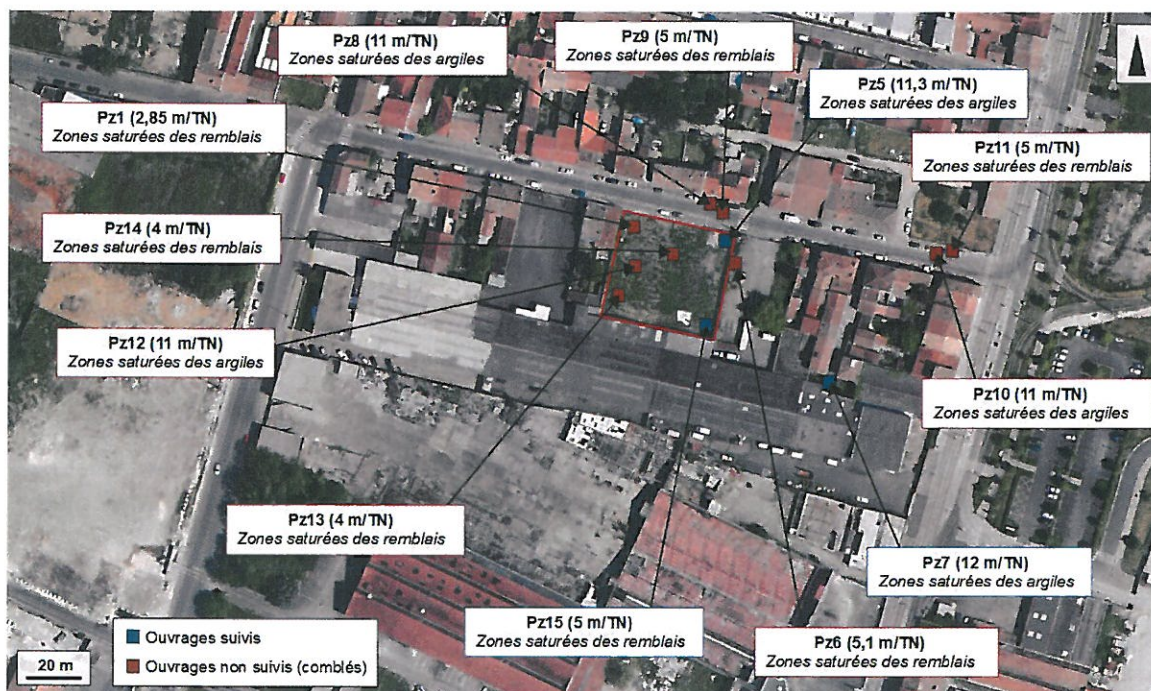 Pz8 (11 m/TN)
Zones saturées des argiles
Pz9 (5 m/TN)
Zones saturées des remblais
Pz5 (11,3 m/TN)
Zones saturées des argiles
Pz1 (2,85 m/TN)
Zones saturées des remblais
Pz11 (5 m/TN)
Zones saturées des remblais
Pz14 (4 m/TN)
Zones saturées des remblais
Pz12 (11 m/TN)
Zones saturées des argiles
Pz10 (11 m/TN)
Zones saturées des argiles
Pz13 (4 m/TN)
Zones saturées des remblais
Pz7 (12 m/TN)
Zones saturées des argiles
Pz15 (5 m/TN)
Zones saturées des remblais
Pz6 (5,1 m/TN)
Zones saturées des remblais
Ouvrages suivis
Ouvrages non suivis (comblés)
20 m